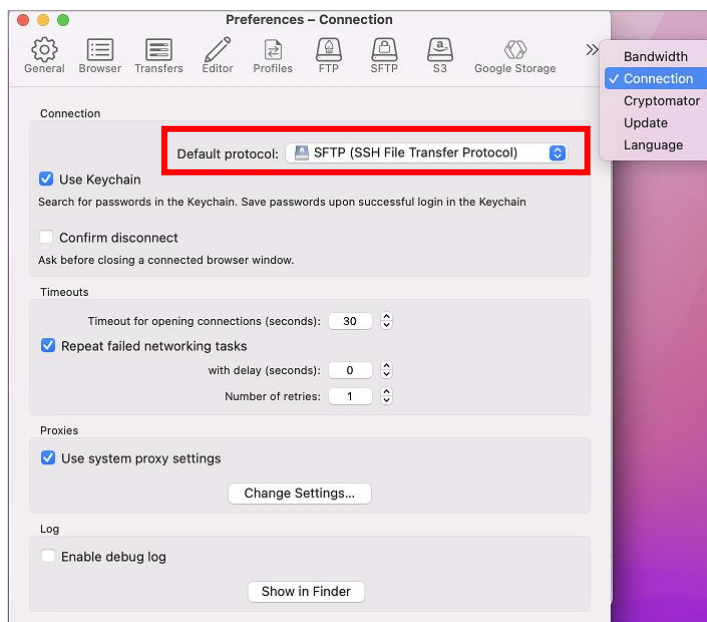 Preferences – Connection
General Browser Transfers Editor Profiles FTP SFTP S3 Google Storage
Bandwidth
Connection
Cryptomator
Update
Language
Connection
Default protocol: SFTP (SSH File Transfer Protocol)
Use Keychain
Search for passwords in the Keychain. Save passwords upon successful login in the Keychain
Confirm disconnect
Ask before closing a connected browser window.
Timeouts
Timeout for opening connections (seconds): 30
Repeat failed networking tasks
with delay (seconds): 0
Number of retries: 1
Proxies
Use system proxy settings
Change Settings...
Log
Enable debug log
Show in Finder